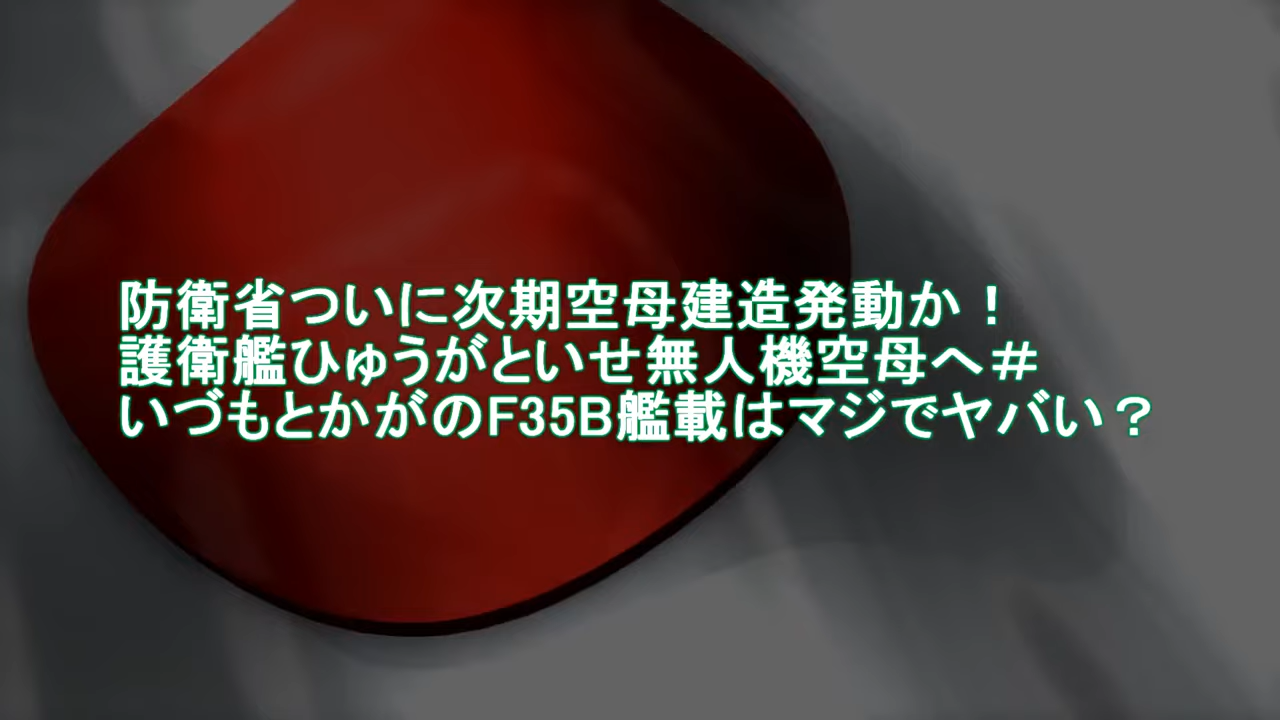 防衛省ついに次期空母建造発動か！
護衛艦ひゅうがといせ無人機空母へ＃
いづもとかがのF35B艦載はマジでヤバい？